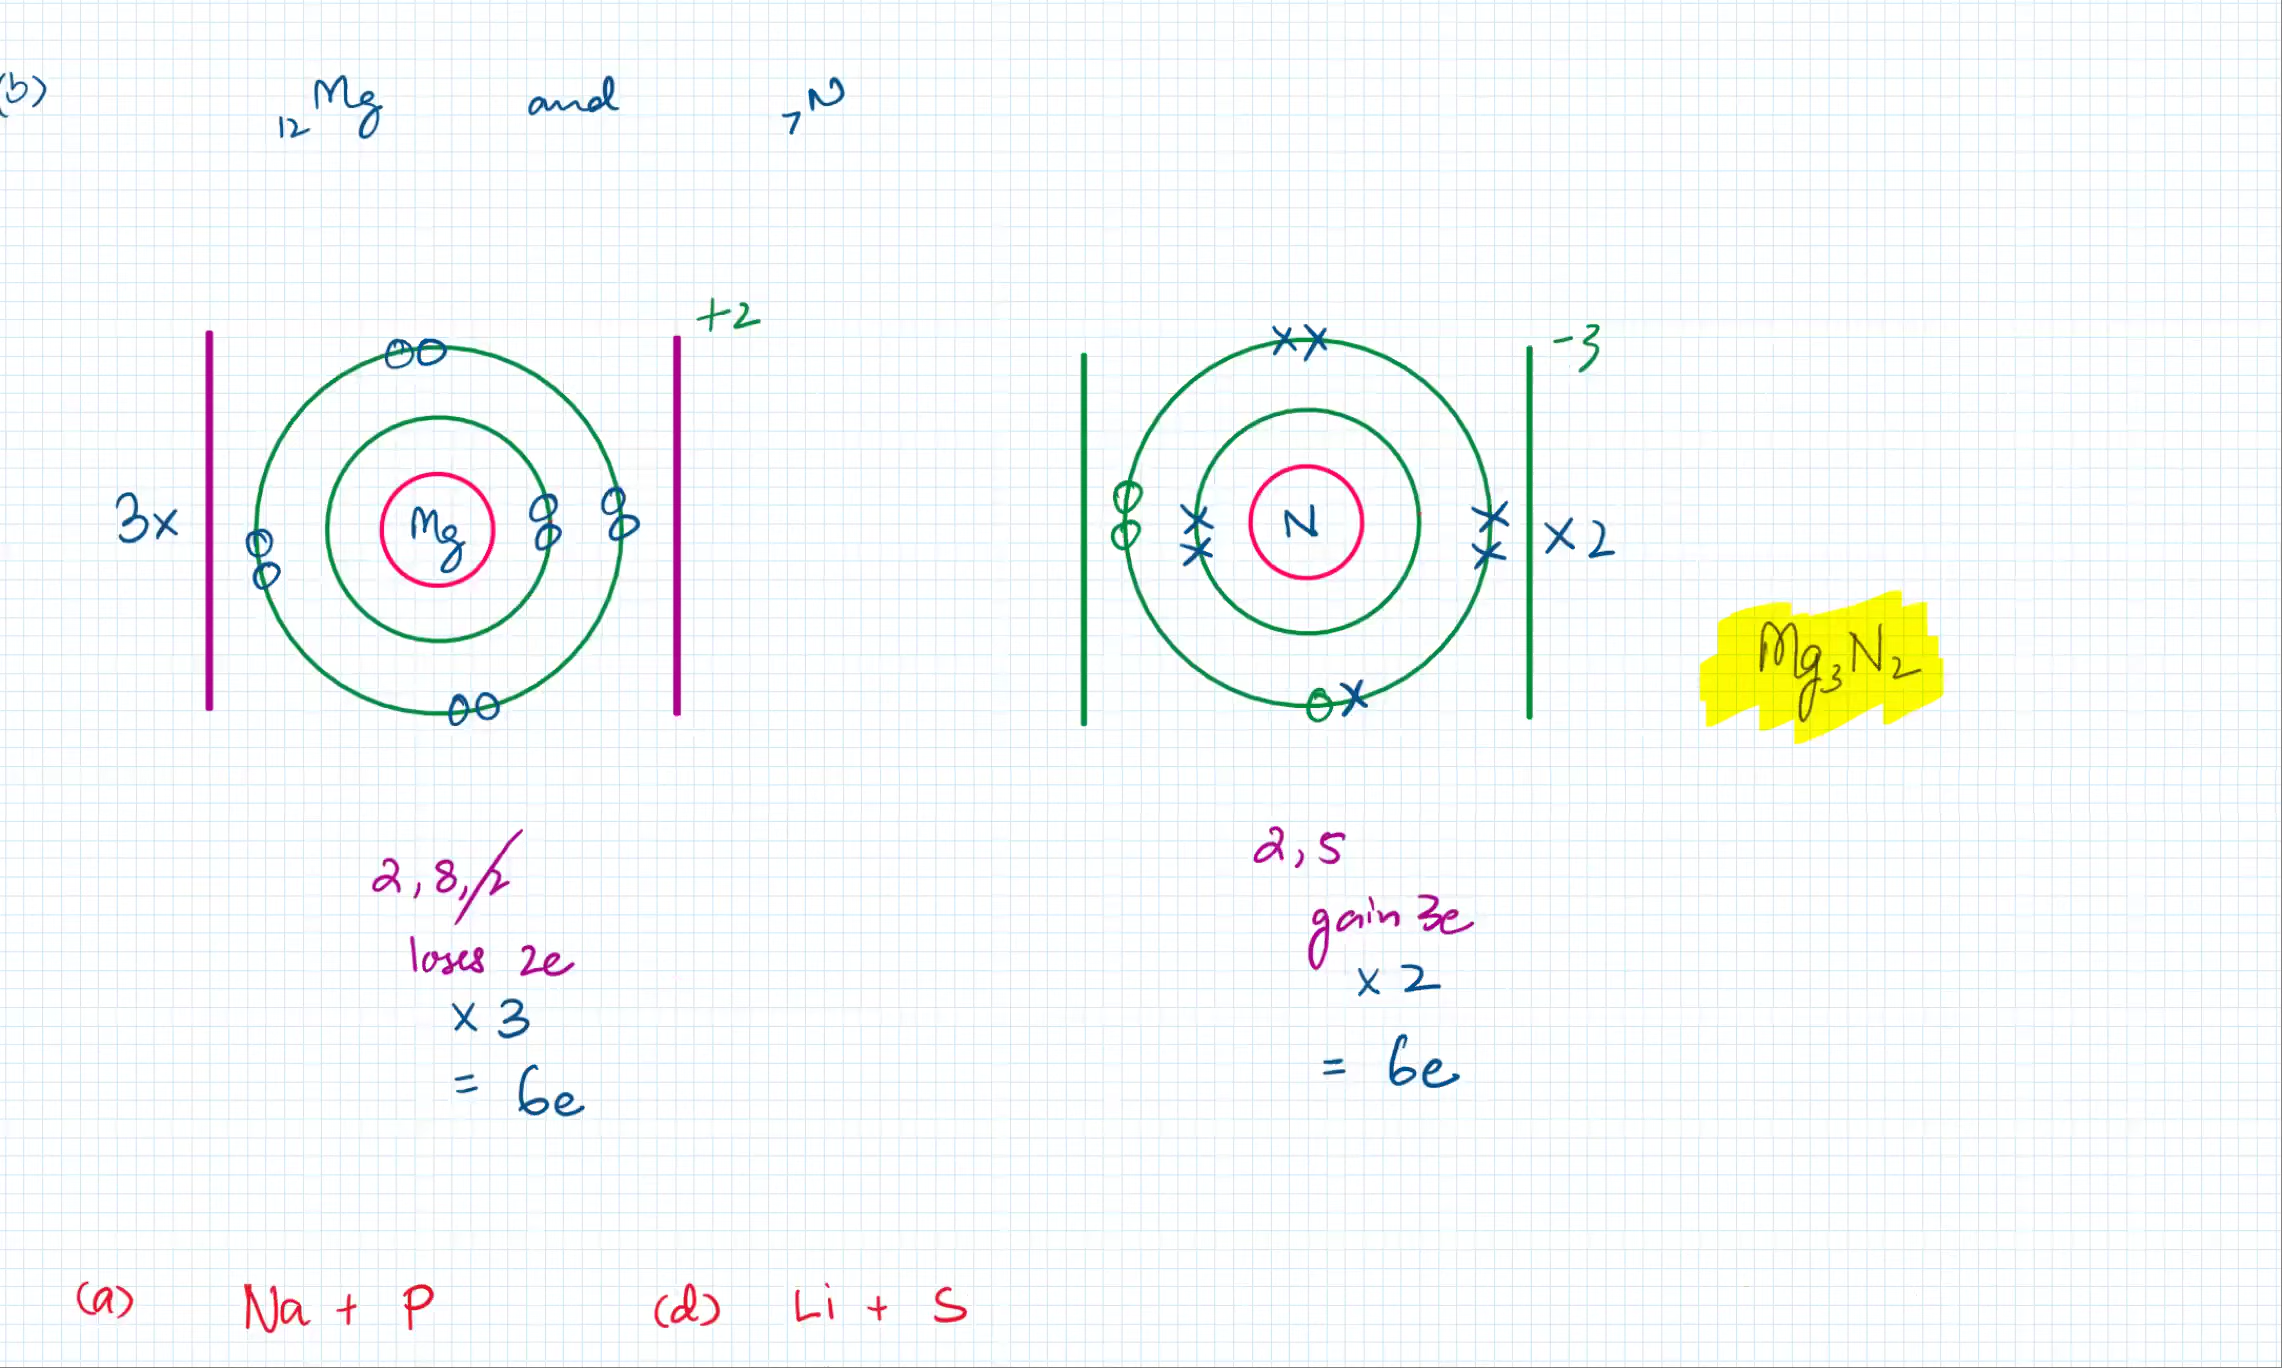 (b) 12Mg and 7N
+2
-3
3x Mg N x 2
Mg3N2
2,8,2
2,5
loses 2e
gain 3e
x 3
x 2
= 6e
= 6e
(a) Na + P (d) Li + S